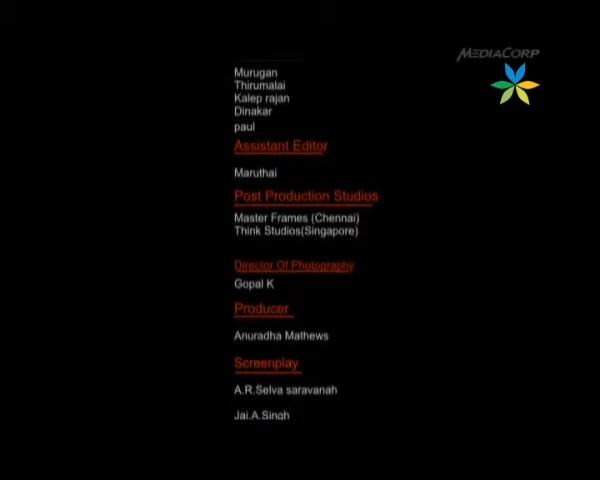 MEDIACORP
Murugan
Thirumalai
Kalep rajan
Dinakar
paul
Assistant Editor
Maruthai
Post Production Studios
Master Frames (Chennai)
Think Studios(Singapore)
Director Of Photography
Gopal K
Producer
Anuradha Mathews
Screenplay
A.R.Selva saravanah
Jai.A.Singh